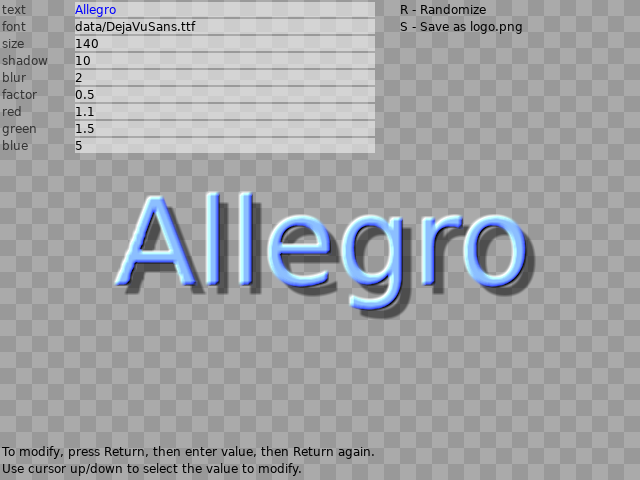 text Allegro
font data/DejaVuSans.ttf
size 140
shadow 10
blur 2
factor 0.5
red 1.1
green 1.5
blue 5
R - Randomize
S - Save as logo.png
Allegro
To modify, press Return, then enter value, then Return again.
Use cursor up/down to select the value to modify.